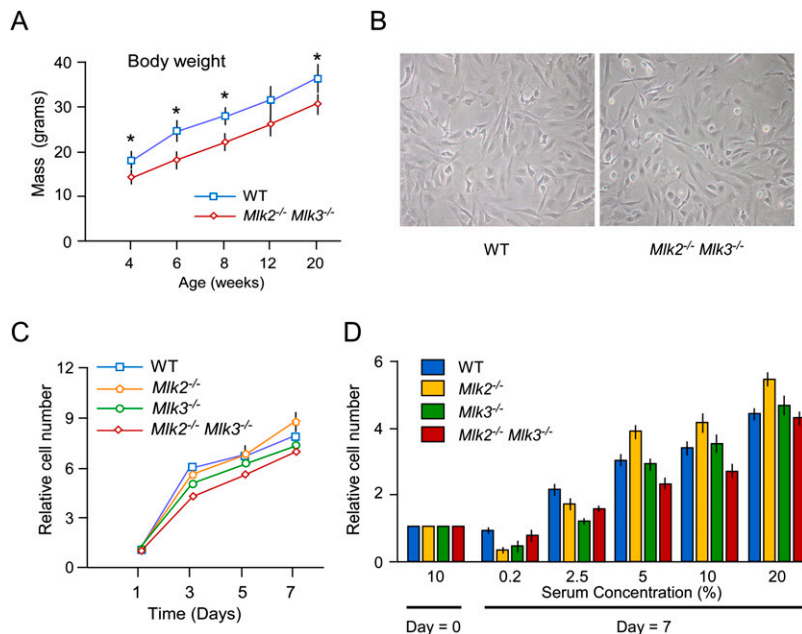 A
Body weight
Mass (grams)
40
30
20
10
0
* * * *
WT
Mlk2-/- Mlk3-/-
4 6 8 12 20
Age (weeks)
B
WT
Mlk2-/- Mlk3-/-
C
Relative cell number
12
9
6
3
0
WT
Mlk2-/-
Mlk3-/-
Mlk2-/- Mlk3-/-
1 3 5 7
Time (Days)
D
Relative cell number
6
4
2
0
WT
Mlk2-/-
Mlk3-/-
Mlk2-/- Mlk3-/-
10 0.2 2.5 5 10 20
Serum Concentration (%)
Day = 0 Day = 7